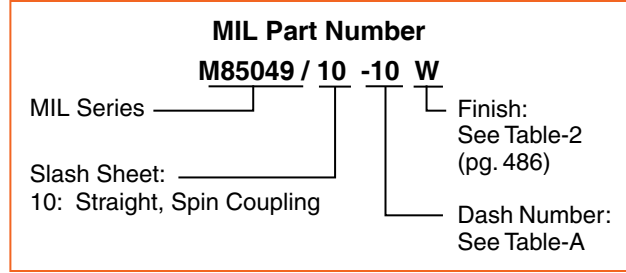 MIL Part Number
M85049 / 10 -10 W
MIL Series
Finish:
See Table-2
(pg. 486)
Slash Sheet:
10: Straight, Spin Coupling
Dash Number:
See Table-A